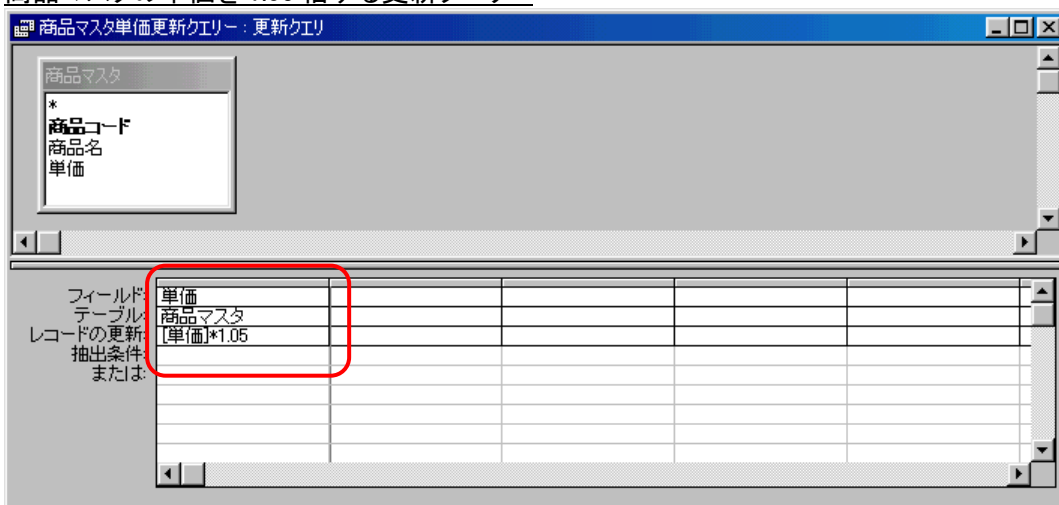 商品マスタ単価更新クエリー : 更新クエリ
商品マスタ
*
商品コード
商品名
単価
フィールド: 単価
テーブル: 商品マスタ
レコードの更新: [単価]*1.05
抽出条件:
または: